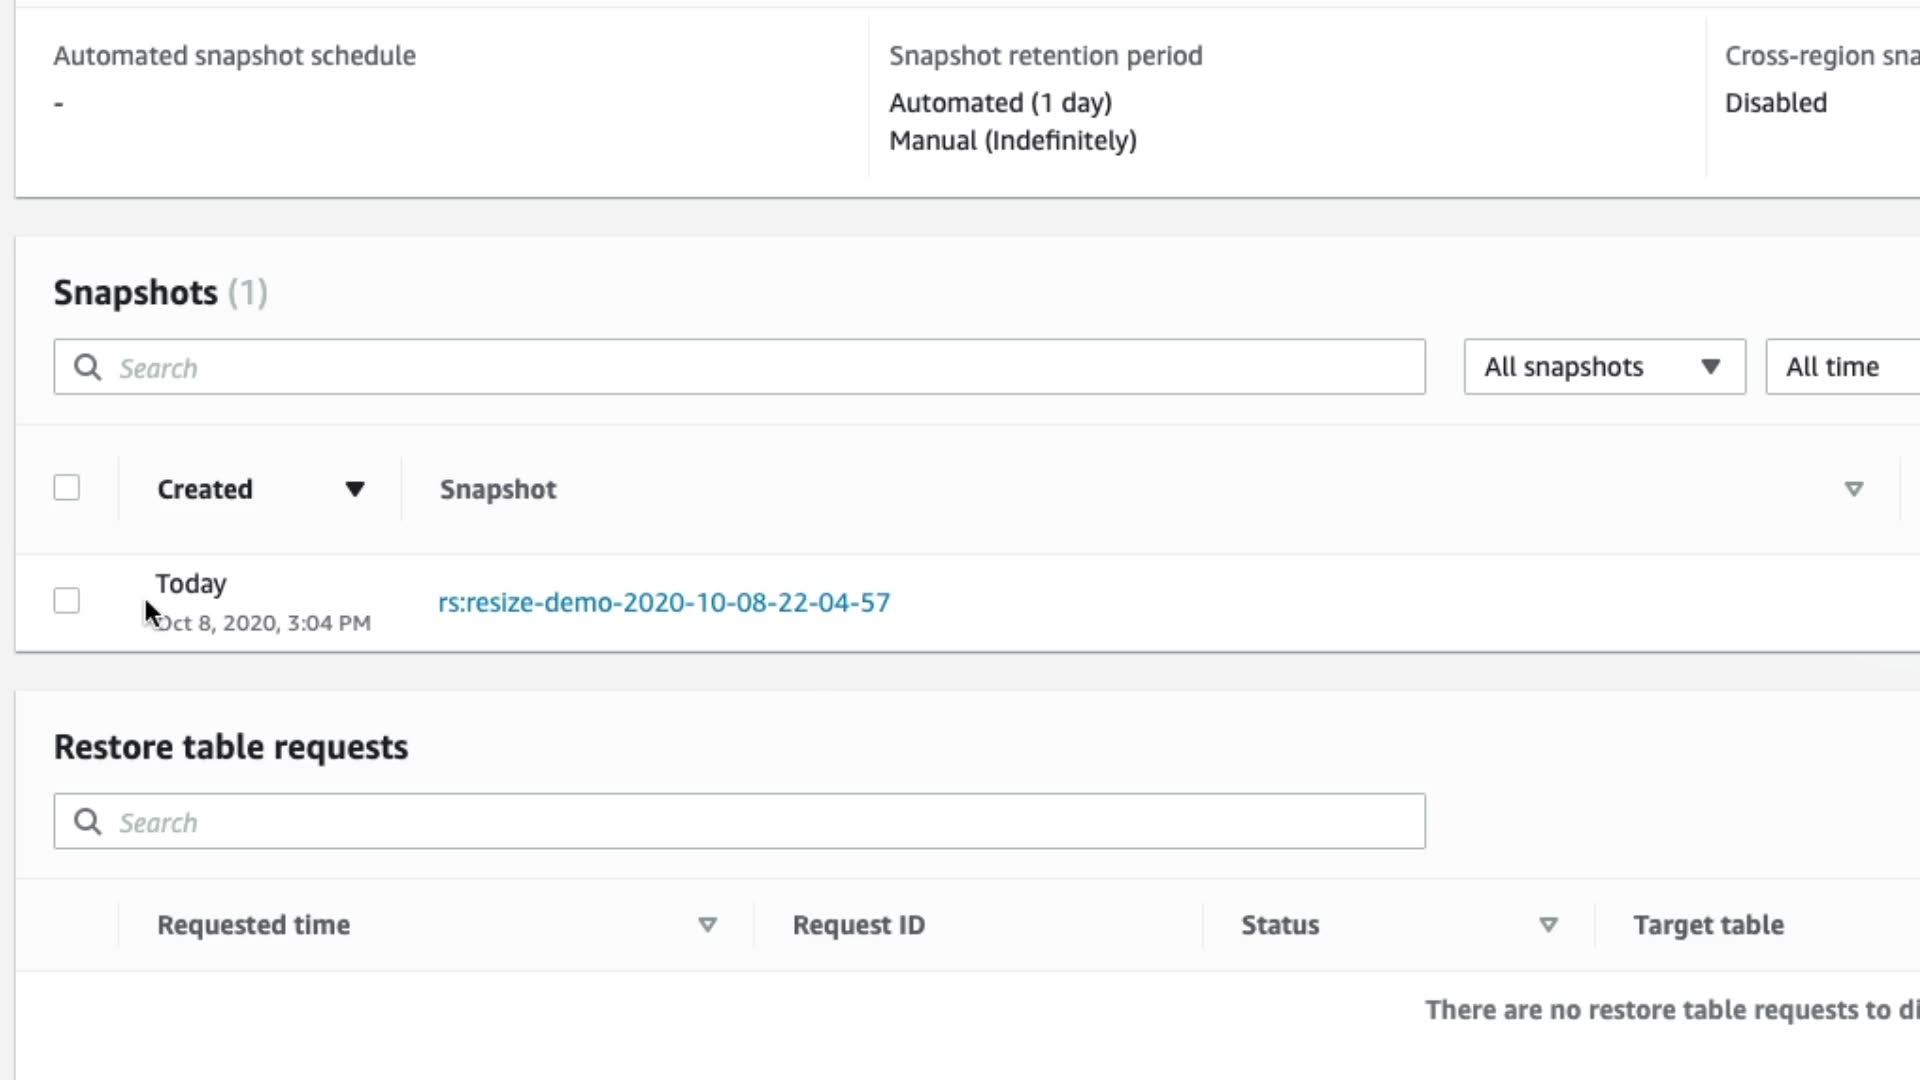 Automated snapshot schedule
-
Snapshot retention period
Automated (1 day)
Manual (Indefinitely)
Cross-region sna
Disabled
Snapshots (1)
Search
All snapshots
All time
Created
Snapshot
Today
Oct 8, 2020, 3:04 PM
rs:resize-demo-2020-10-08-22-04-57
Restore table requests
Search
Requested time
Request ID
Status
Target table
There are no restore table requests to di